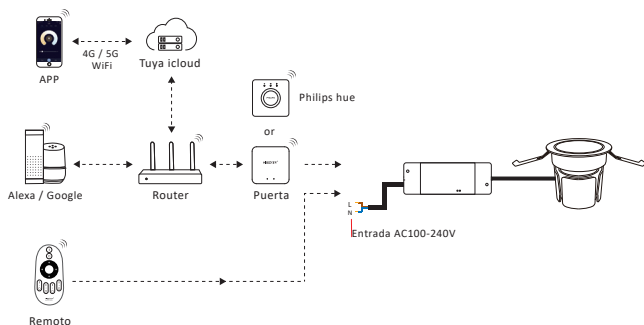 4G / 5G
WiFi
APP
Tuya icloud
Philips hue
or
Alexa / Google
Router
Puerta
L
N
Entrada AC100-240V
Remoto